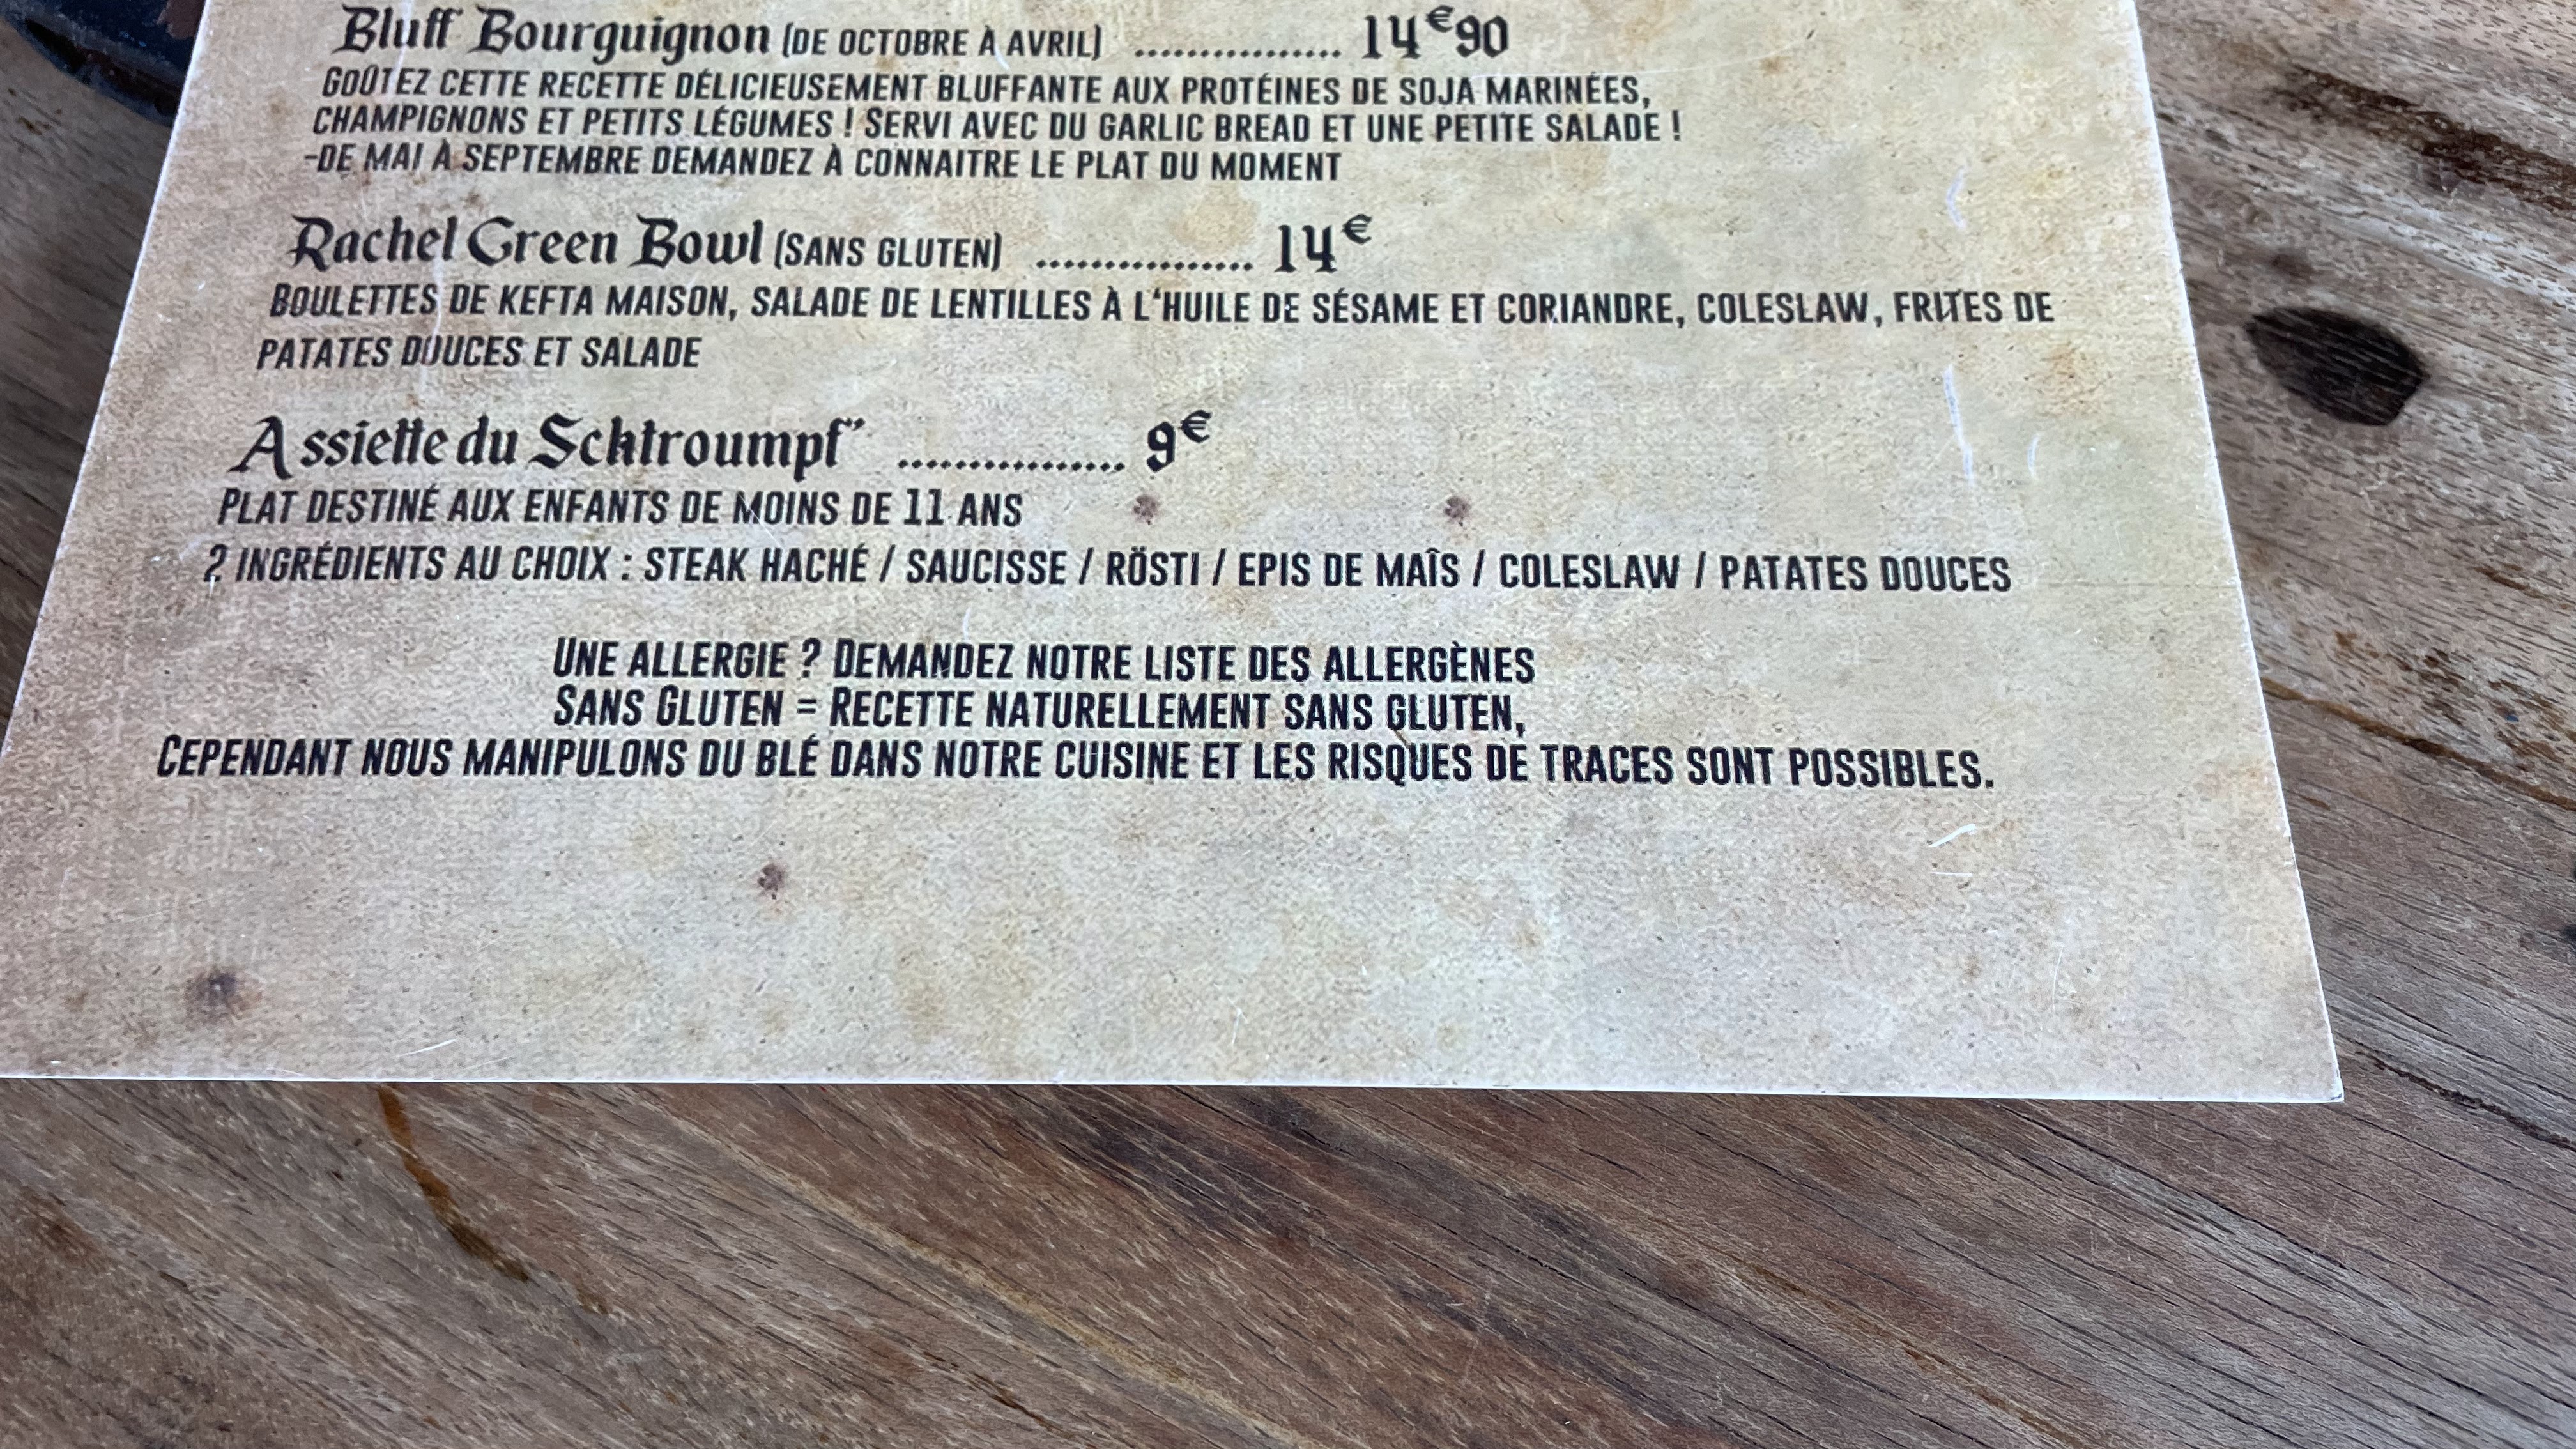 Bluff Bourguignon (DE OCTOBRE À AVRIL) ................ 14€90
GOÛTEZ CETTE RECETTE DÉLICIEUSEMENT BLUFFANTE AUX PROTÉINES DE SOJA MARINÉES,
CHAMPIGNONS ET PETITS LÉGUMES ! SERVI AVEC DU GARLIC BREAD ET UNE PETITE SALADE !
-DE MAI À SEPTEMBRE DEMANDEZ À CONNAITRE LE PLAT DU MOMENT
Rachel Green Bowl (SANS GLUTEN) ................ 14€
BOULETTES DE KEFTA MAISON, SALADE DE LENTILLES À L'HUILE DE SÉSAME ET CORIANDRE, COLESLAW, FRITES DE
PATATES DOUCES ET SALADE
Assiette du Schtroumpf" ................ 9€
PLAT DESTINÉ AUX ENFANTS DE MOINS DE 11 ANS
2 INGRÉDIENTS AU CHOIX : STEAK HACHÉ / SAUCISSE / RÖSTI / EPIS DE MAÎS / COLESLAW / PATATES DOUCES
UNE ALLERGIE ? DEMANDEZ NOTRE LISTE DES ALLERGÈNES
SANS GLUTEN = RECETTE NATURELLEMENT SANS GLUTEN,
CEPENDANT NOUS MANIPULONS DU BLÉ DANS NOTRE CUISINE ET LES RISQUES DE TRACES SONT POSSIBLES.